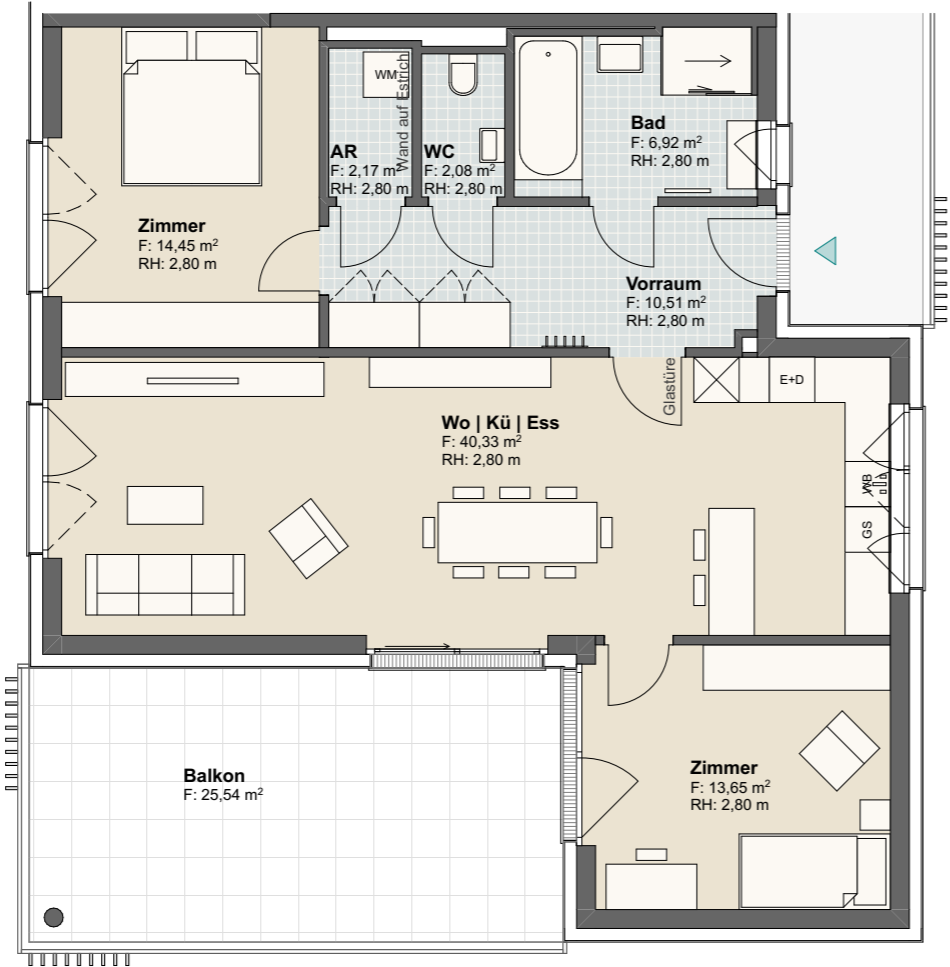 WM
Wand auf Estrich
Bad
F: 6,92 m²
RH: 2,80 m
AR
F: 2,17 m²
RH: 2,80 m
WC
F: 2,08 m²
RH: 2,80 m
Zimmer
F: 14,45 m²
RH: 2,80 m
Vorraum
F: 10,51 m²
RH: 2,80 m
Glastüre
E+D
Wo | Kü | Ess
F: 40,33 m²
RH: 2,80 m
WB
GS
Balkon
F: 25,54 m²
Zimmer
F: 13,65 m²
RH: 2,80 m